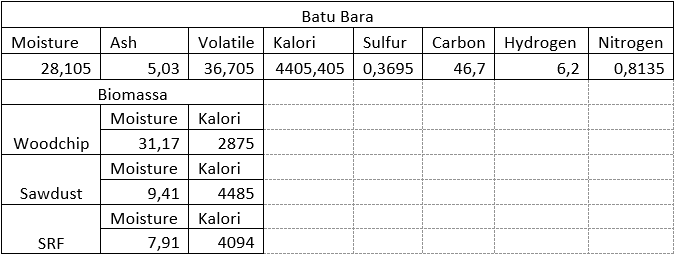 Batu Bara
Moisture Ash Volatile Kalori Sulfur Carbon Hydrogen Nitrogen
28,105 5,03 36,705 4405,405 0,3695 46,7 6,2 0,8135
Biomassa
Moisture Kalori
Woodchip 31,17 2875
Moisture Kalori
Sawdust 9,41 4485
Moisture Kalori
SRF 7,91 4094